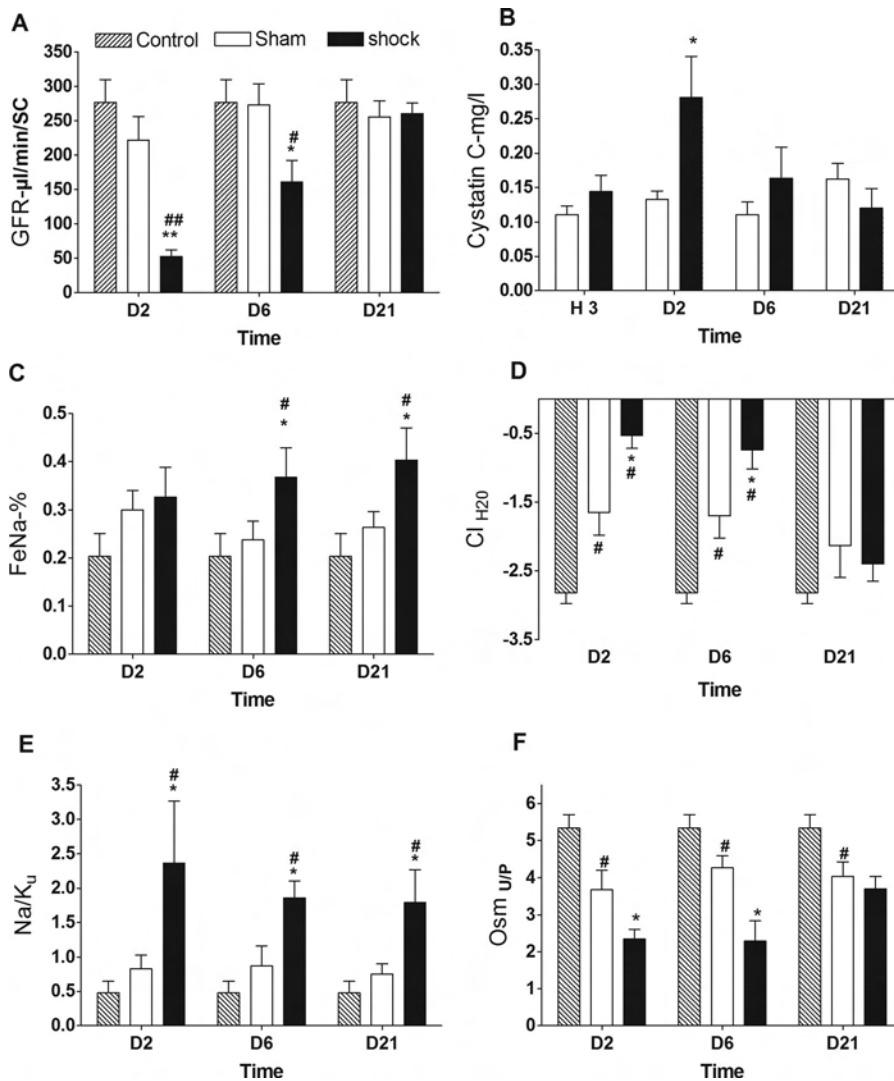 A
Control Sham shock
GFR-µl/min/SC
350
300
250
200
150
100
50
0
##
**
#
*
D2 D6 D21
Time
B
Cystatin C-mg/l
0.35
0.30
0.25
0.20
0.15
0.10
0.05
0.00
*
H 3 D2 D6 D21
Time
C
FeNa-%
0.5
0.4
0.3
0.2
0.1
0.0
#
*
#
*
D2 D6 D21
Time
D
Cl H20
-0.5
-1.5
-2.5
-3.5
#
*
#
#
*
#
D2 D6 D21
Time
E
Na/Ku
3.5
3.0
2.5
2.0
1.5
1.0
0.5
0.0
#
*
#
*
#
*
D2 D6 D21
Time
F
Osm U/P
6
5
4
3
2
1
0
#
*
#
*
#
D2 D6 D21
Time